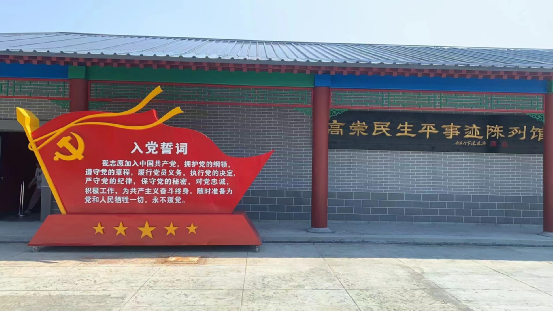 入党誓词
我志愿加入中国共产党,拥护党的纲领,
遵守党的章程,履行党员义务,执行党的决定,
严守党的纪律,保守党的秘密,对党忠诚,
积极工作,为共产主义奋斗终身,随时准备为
党和人民牺牲一切,永不叛党。
高崇民生平事迹陈列馆